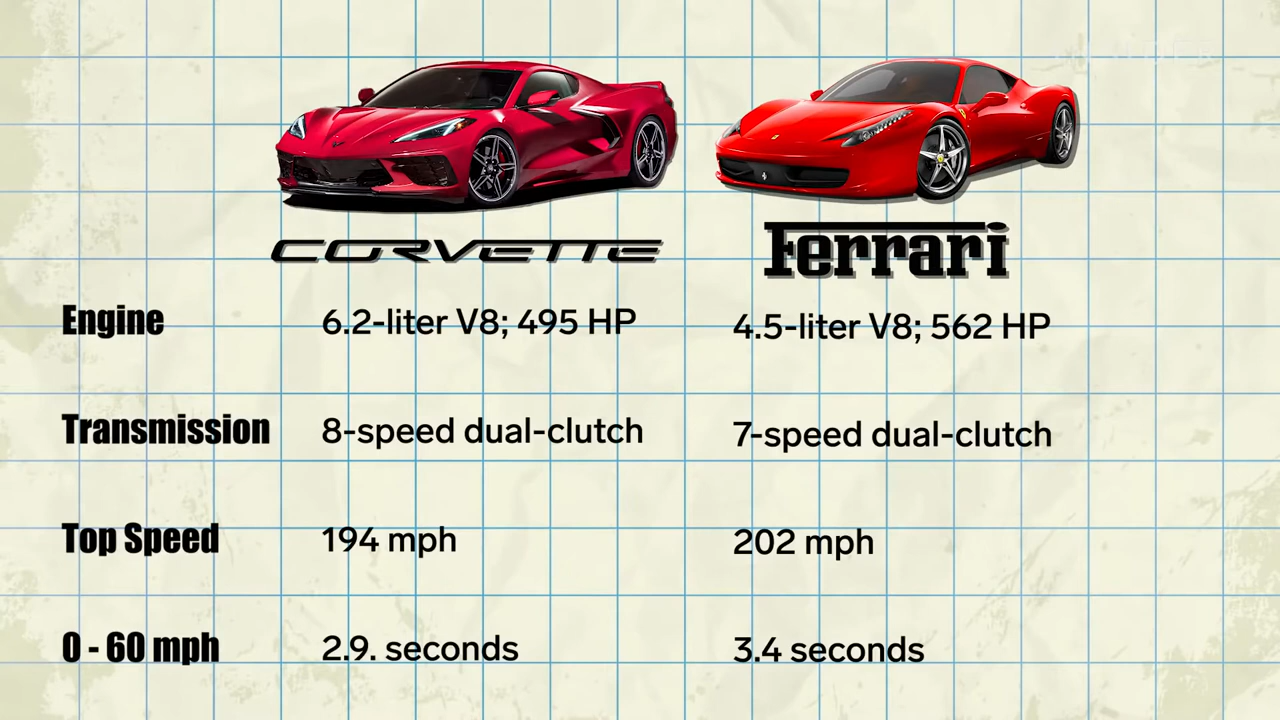 CORVETTE Ferrari
Engine 6.2-liter V8; 495 HP 4.5-liter V8; 562 HP
Transmission 8-speed dual-clutch 7-speed dual-clutch
Top Speed 194 mph 202 mph
0 - 60 mph 2.9. seconds 3.4 seconds